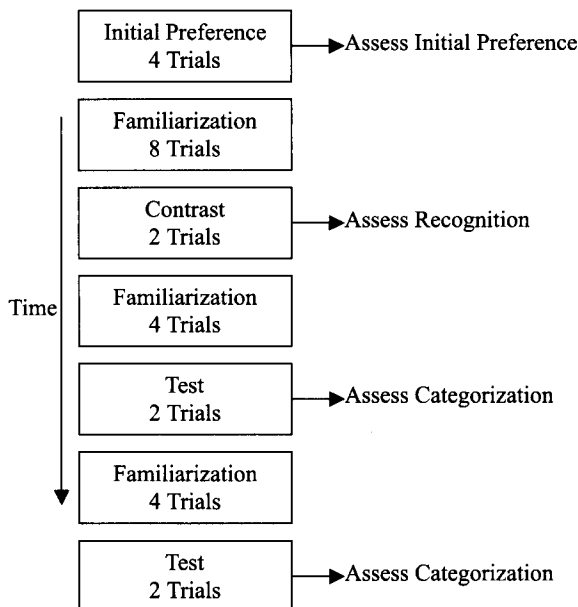 Initial Preference
4 Trials
Assess Initial Preference
Familiarization
8 Trials
Contrast
2 Trials
Assess Recognition
Time
Familiarization
4 Trials
Test
2 Trials
Assess Categorization
Familiarization
4 Trials
Test
2 Trials
Assess Categorization